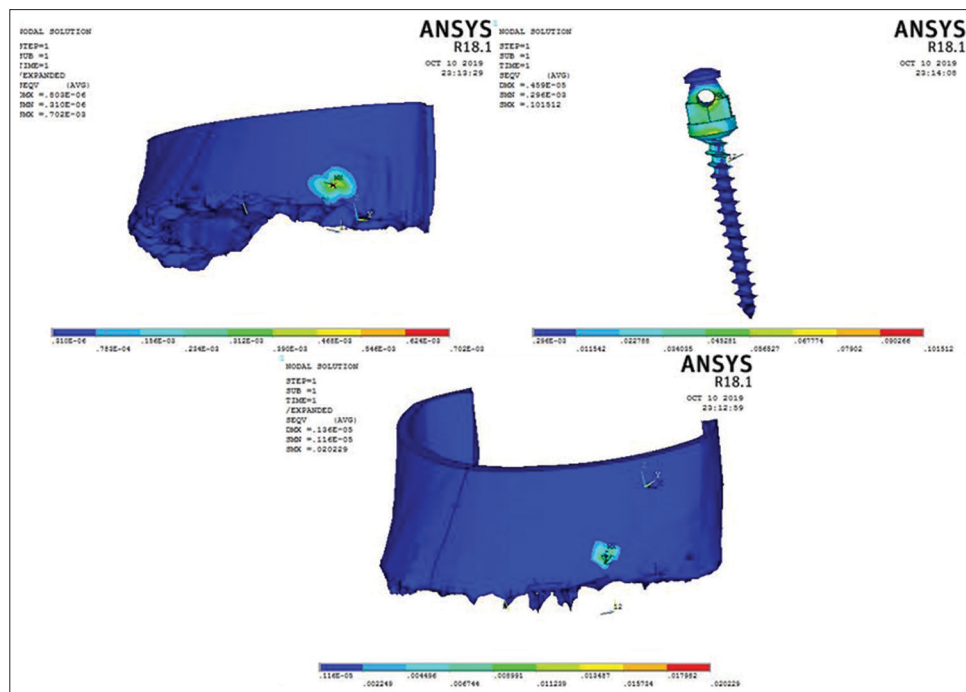 NODAL SOLUTION
STEP=1
SUB =1
TIME=1
/EXPANDED
SEQV (AVG)
DMX =.803E-06
SMN =.310E-06
SMX =.702E-03
ANSYS
R18.1
OCT 10 2019
23:13:29
MX
.310E-06 .156E-03 .312E-03 .468E-03 .624E-03
.783E-04 .234E-03 .390E-03 .546E-03 .702E-03
NODAL SOLUTION
STEP=1
SUB =1
TIME=1
SEQV (AVG)
DMX =.459E-05
SMN =.296E-03
SMX =.101512
ANSYS
R18.1
OCT 10 2019
23:14:08
.296E-03 .022788 .045281 .067774 .090266
.011542 .034035 .056527 .07902 .101512
NODAL SOLUTION
STEP=1
SUB =1
TIME=1
/EXPANDED
SEQV (AVG)
DMX =.136E-05
SMN =.116E-05
SMX =.020229
ANSYS
R18.1
OCT 10 2019
23:12:59
12
.116E-05 .004496 .008991 .013487 .017982
.002249 .006744 .011239 .015734 .020229